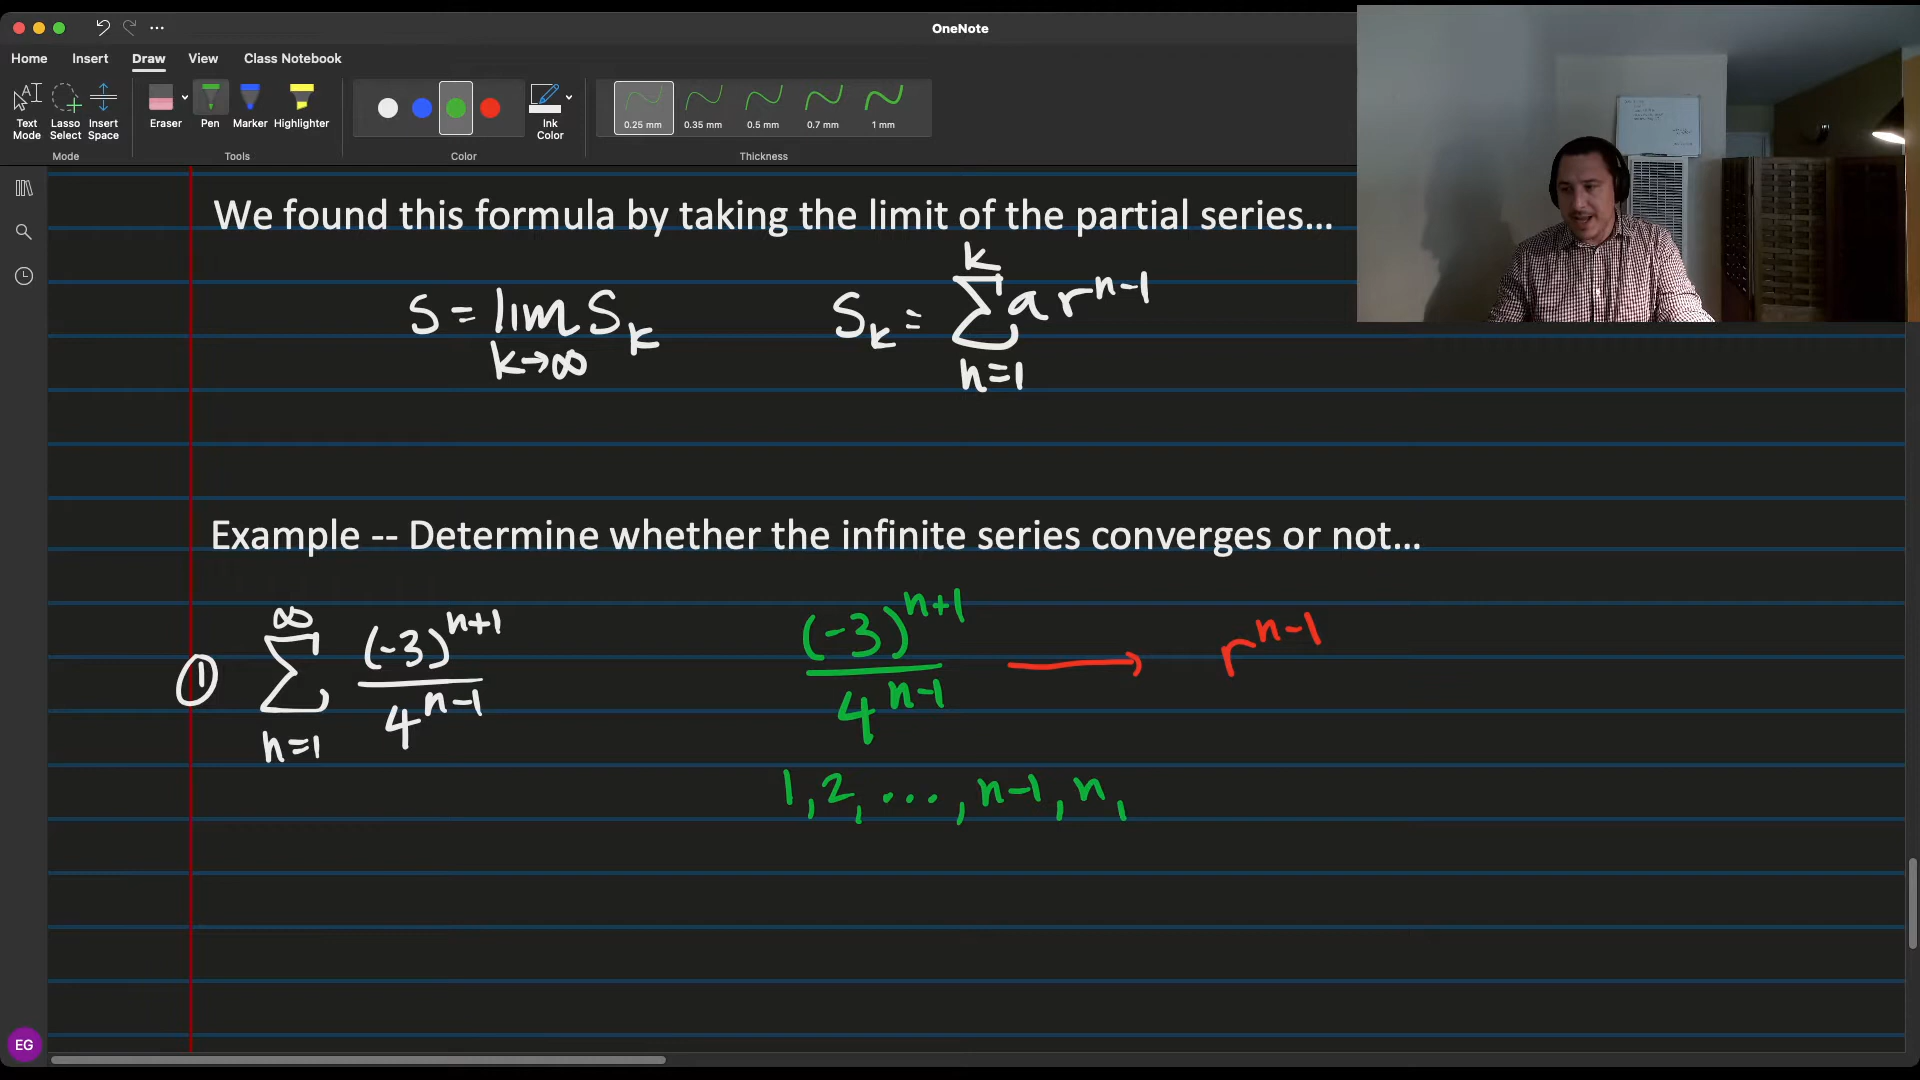 OneNote
Home Insert Draw View Class Notebook
Text Mode Lasso Select Insert Space Eraser Pen Marker Highlighter Ink Color 0.25 mm 0.35 mm 0.5 mm 0.7 mm 1 mm
Mode Tools Color Thickness
We found this formula by taking the limit of the partial series...
S = lim_{k→∞} S_k    S_k = ∑_{n=1}^{k} a r^{n-1}
Example -- Determine whether the infinite series converges or not...
① ∑_{n=1}^{∞} (-3)^{n+1} / 4^{n-1}    (-3)^{n+1} / 4^{n-1} → r^{n-1}
1, 2, ..., n-1, n,
EG